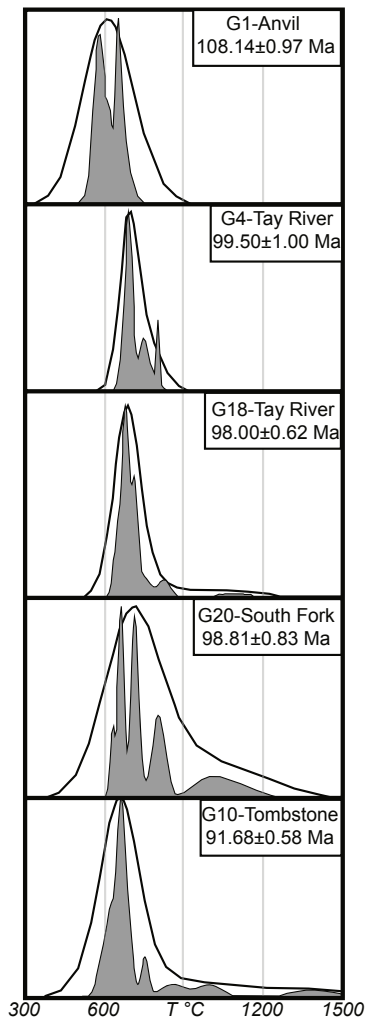 G1-Anvil
108.14±0.97 Ma
G4-Tay River
99.50±1.00 Ma
G18-Tay River
98.00±0.62 Ma
G20-South Fork
98.81±0.83 Ma
G10-Tombstone
91.68±0.58 Ma
300 600 T °C 1200 1500